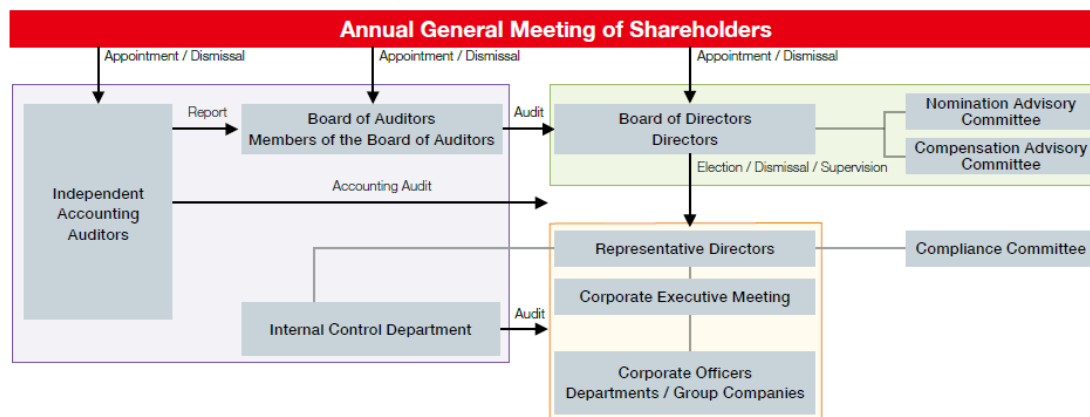 Annual General Meeting of Shareholders
Appointment / Dismissal
Appointment / Dismissal
Appointment / Dismissal
Report
Board of Auditors
Members of the Board of Auditors
Audit
Board of Directors
Directors
Nomination Advisory
Committee
Compensation Advisory
Committee
Election / Dismissal / Supervision
Independent
Accounting
Auditors
Accounting Audit
Representative Directors
Compliance Committee
Corporate Executive Meeting
Internal Control Department
Audit
Corporate Officers
Departments / Group Companies